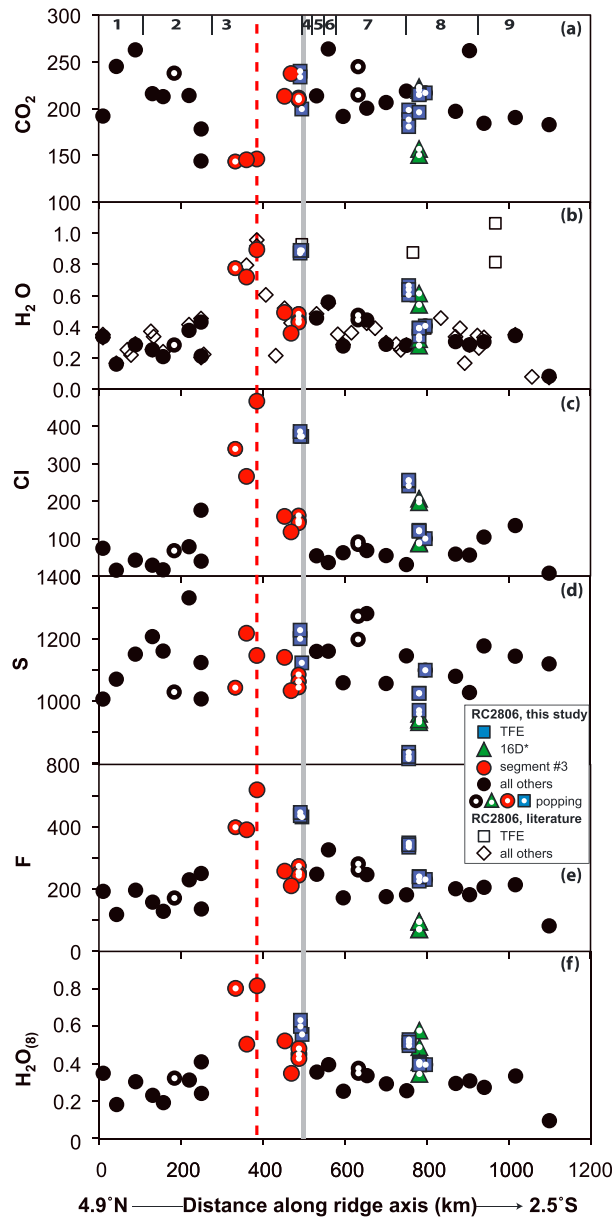 1 2 3 4 5 6 7 8 9
(a)
300
250
200
150
100
CO2
(b)
1.0
0.8
0.6
0.4
0.2
0.0
H2 O
(c)
400
300
200
100
Cl
(d)
1400
1200
1000
800
S
RC2806, this study
TFE
16D*
segment #3
all others
popping
RC2806, literature
TFE
all others
400
200
0
F
(e)
(f)
0.8
0.6
0.4
0.2
0
H2O(8)
0 200 400 600 800 1000 1200
4.9°N Distance along ridge axis (km) 2.5°S